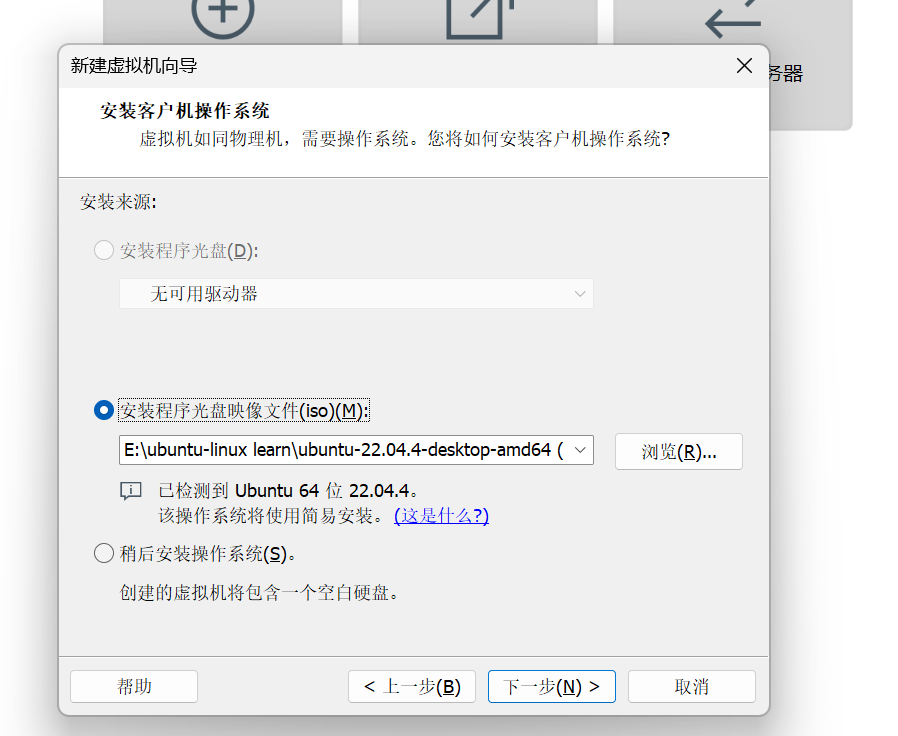 务器
新建虚拟机向导
安装客户机操作系统
虚拟机如同物理机，需要操作系统。您将如何安装客户机操作系统?
安装来源:
安装程序光盘(D):
无可用驱动器
安装程序光盘映像文件(iso)(M):
E:\ubuntu-linux learn\ubuntu-22.04.4-desktop-amd64 (
浏览(R)...
已检测到 Ubuntu 64 位 22.04.4。
该操作系统将使用简易安装。 (这是什么?)
稍后安装操作系统(S)。
创建的虚拟机将包含一个空白硬盘。
帮助
< 上一步(B)
下一步(N) >
取消